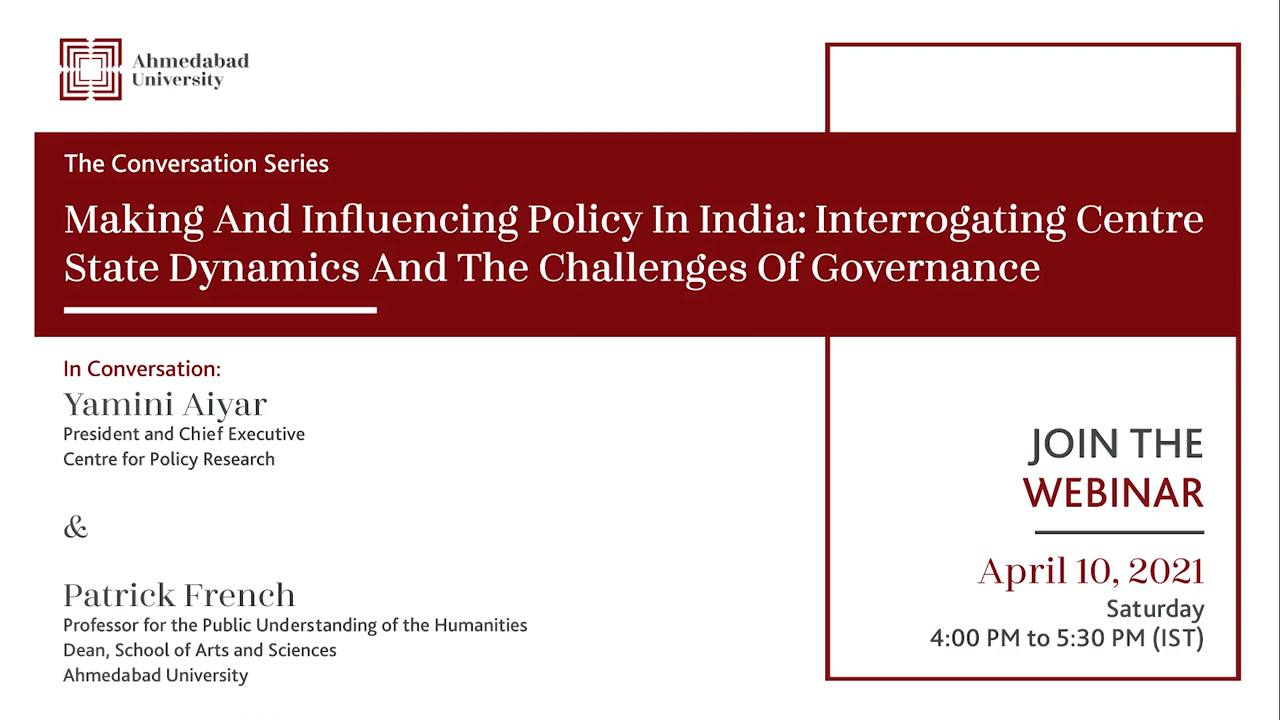 Ahmedabad
University
The Conversation Series
Making And Influencing Policy In India: Interrogating Centre
State Dynamics And The Challenges Of Governance
In Conversation:
Yamini Aiyar
President and Chief Executive
Centre for Policy Research
&
Patrick French
Professor for the Public Understanding of the Humanities
Dean, School of Arts and Sciences
Ahmedabad University
JOIN THE
WEBINAR
April 10, 2021
Saturday
4:00 PM to 5:30 PM (IST)